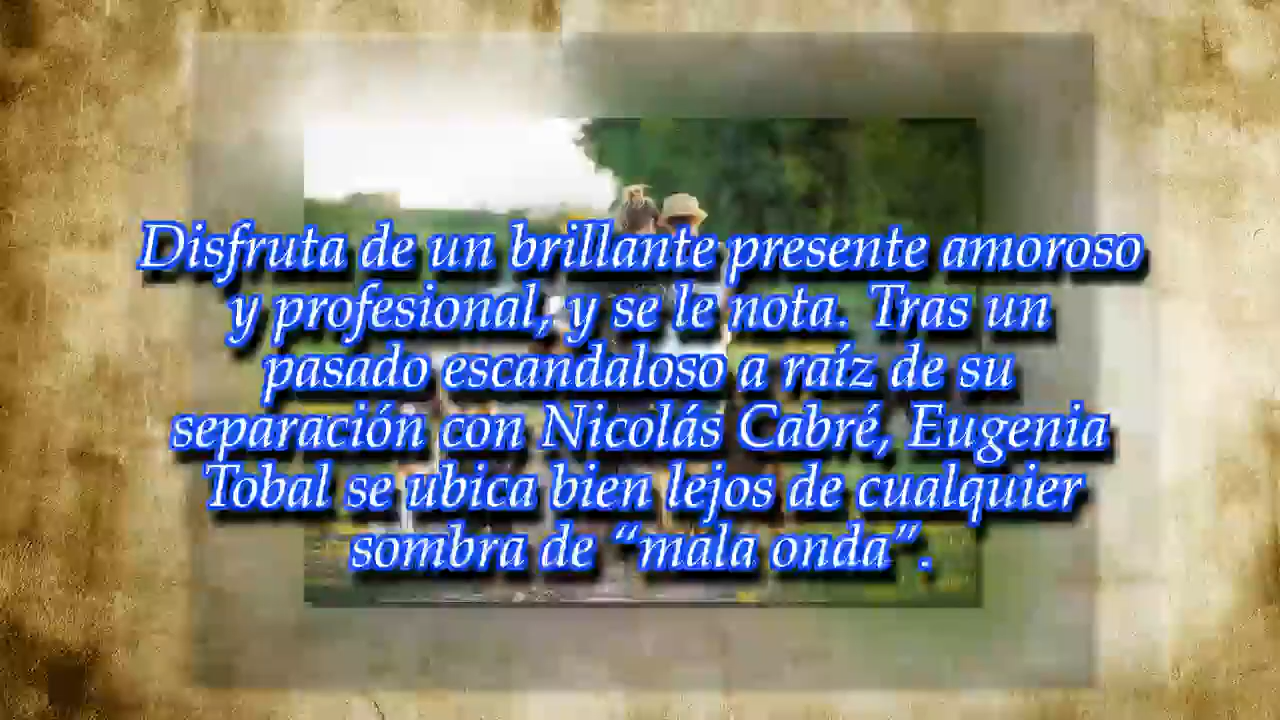 Disfruta de un brillante presente amoroso
y profesional, y se le nota. Tras un
pasado escandaloso a raíz de su
separación con Nicolás Cabré, Eugenia
Tobal se ubica bien lejos de cualquier
sombra de “mala onda”.